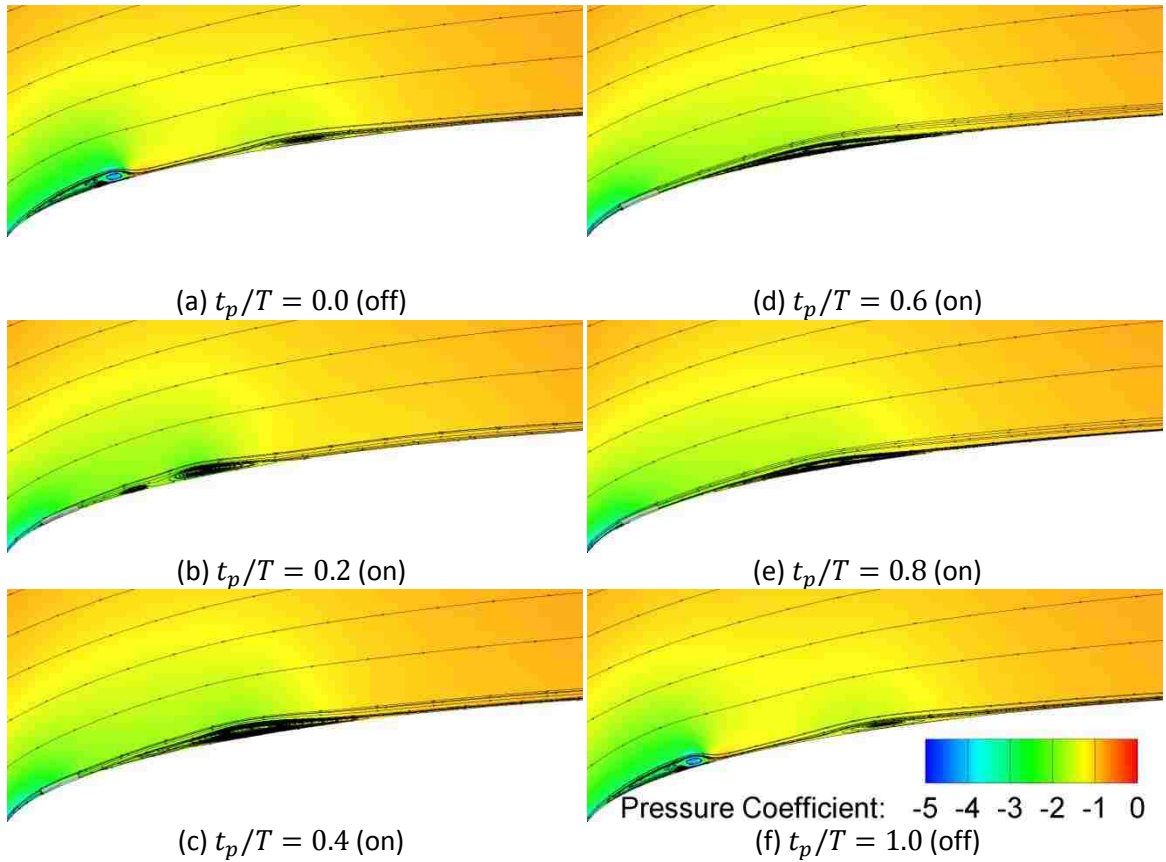 (a) t_p/T = 0.0 (off)
(d) t_p/T = 0.6 (on)
(b) t_p/T = 0.2 (on)
(e) t_p/T = 0.8 (on)
Pressure Coefficient: -5 -4 -3 -2 -1 0
(c) t_p/T = 0.4 (on)
(f) t_p/T = 1.0 (off)